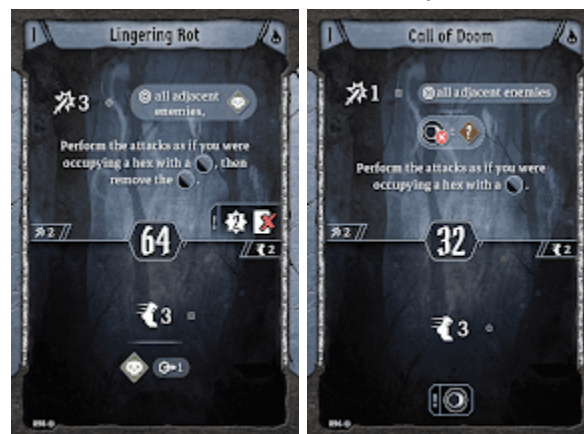 I
Lingering Rot
3
all adjacent
enemies,
Perform the attacks as if you were
occupying a hex with a , then
remove the .
2
64
2
3
1
I
Call of Doom
1
all adjacent enemies
:
?
Perform the attacks as if you were
occupying a hex with a .
2
32
2
3
!